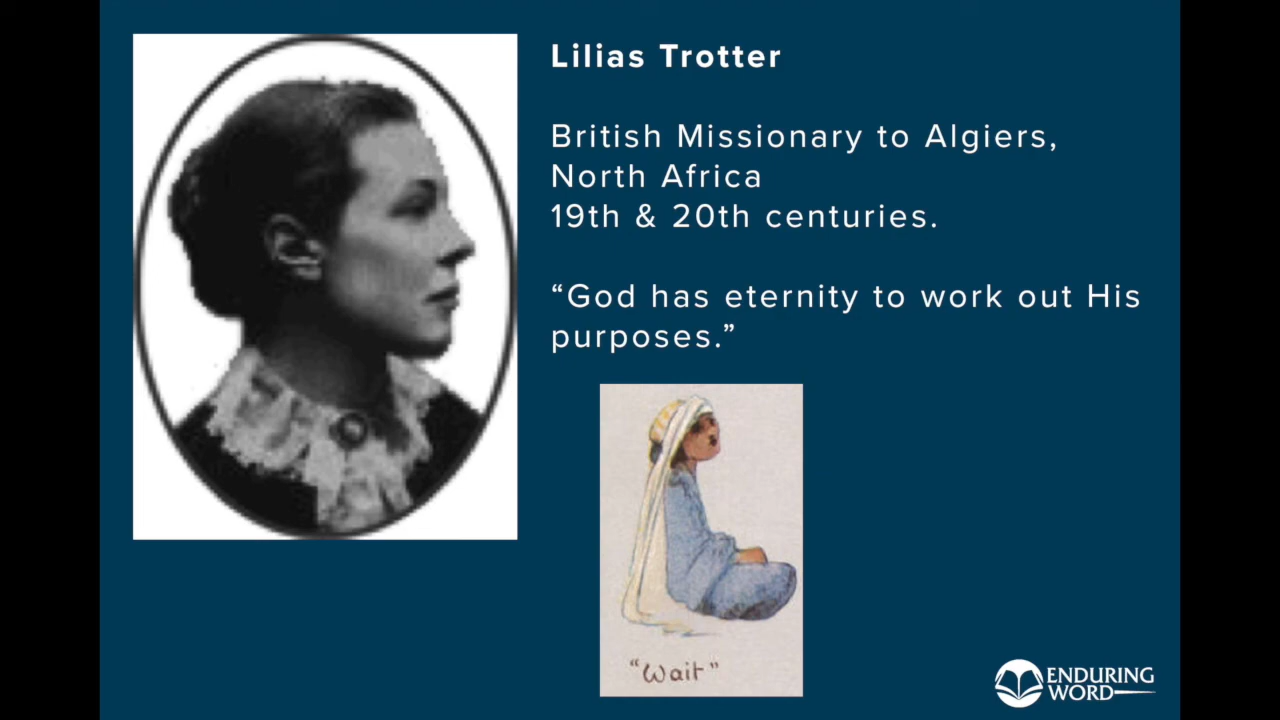 Lilias Trotter
British Missionary to Algiers,
North Africa
19th & 20th centuries.
“God has eternity to work out His
purposes.”
“Wait”
ENDURING
WORD